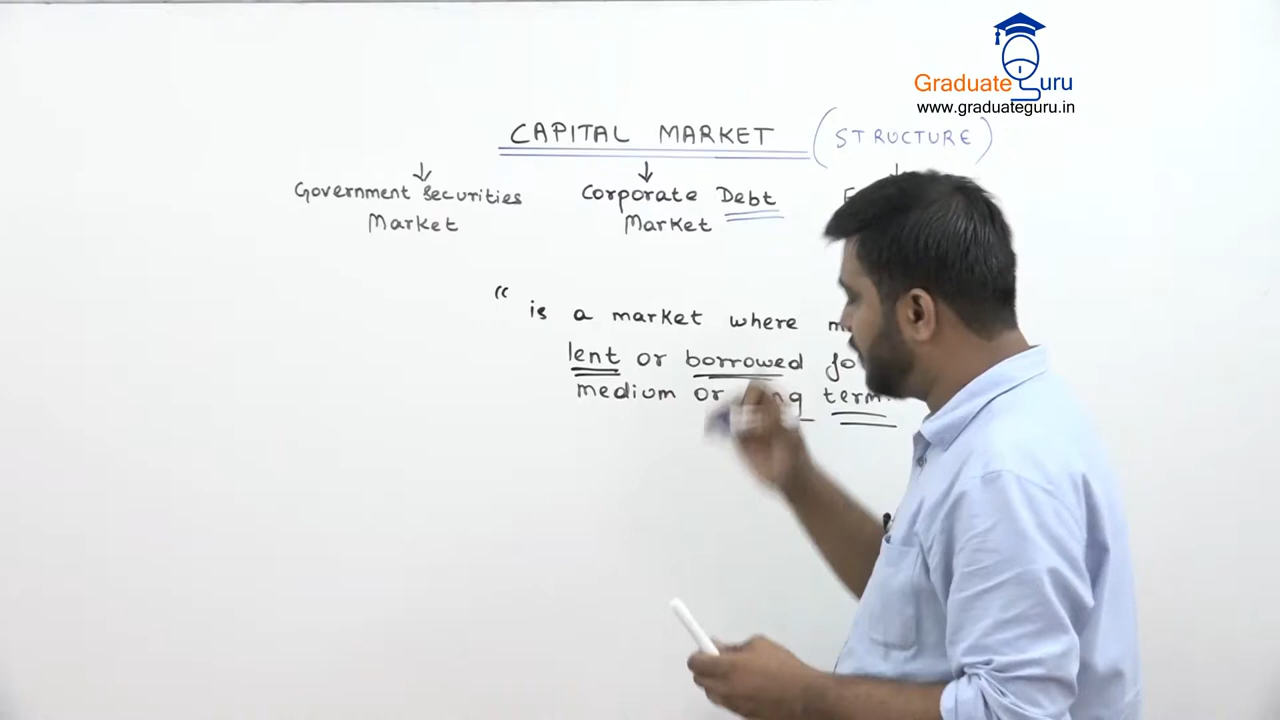 Graduate Guru
www.graduateguru.in
CAPITAL MARKET (STRUCTURE)
Government Securities
Market
Corporate Debt
Market
“ is a market where
lent or borrowed
medium or term